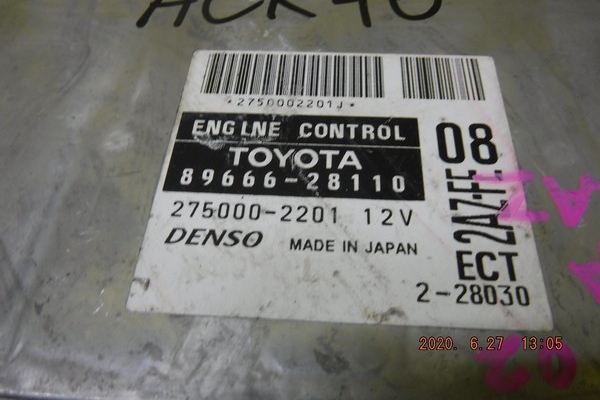 ACR40
*2750002201J*
ENGINE CONTROL
TOYOTA
89666-28110
275000-2201 12V
DENSO MADE IN JAPAN
08
2AZ-FE
ECT
2-28030
2020. 6.27 13:05